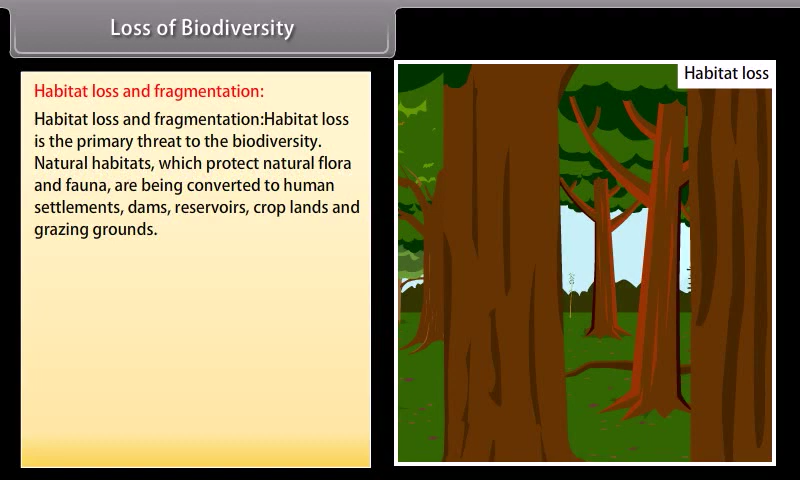 Loss of Biodiversity
Habitat loss and fragmentation:
Habitat loss and fragmentation:Habitat loss
is the primary threat to the biodiversity.
Natural habitats, which protect natural flora
and fauna, are being converted to human
settlements, dams, reservoirs, crop lands and
grazing grounds.
Habitat loss